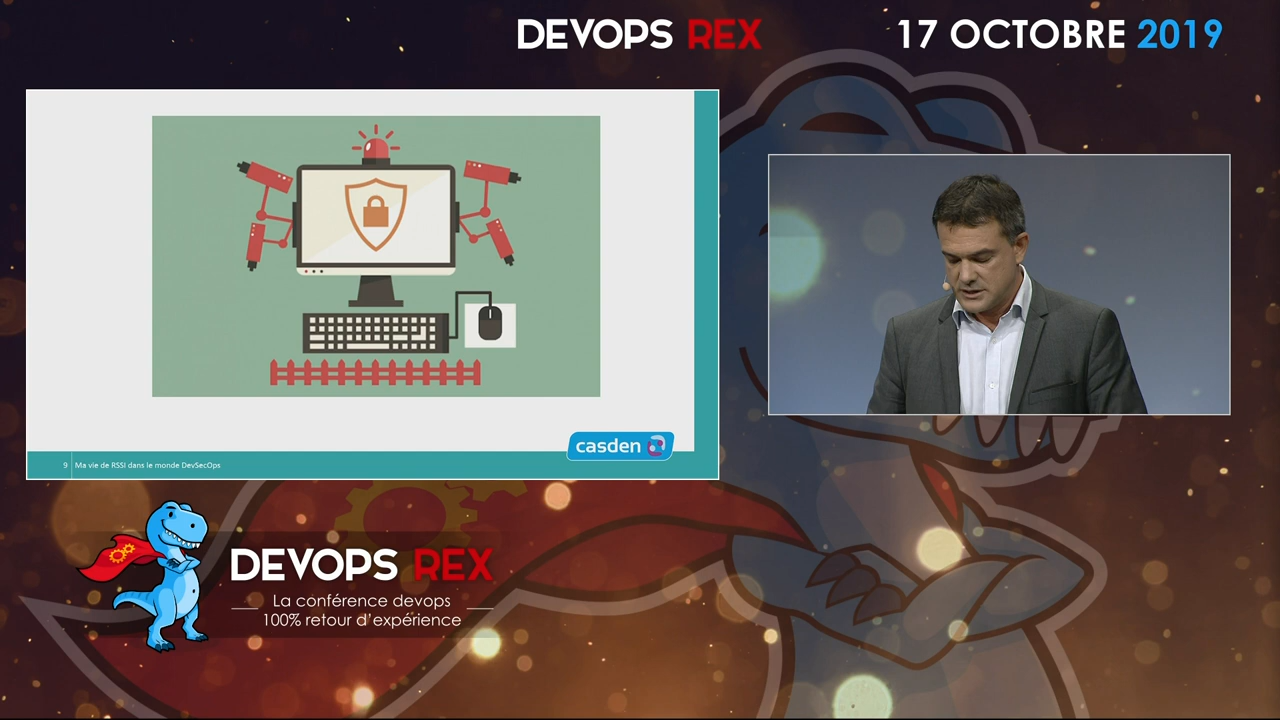 DEVOPS REX
17 OCTOBRE 2019
casden
9 Ma vie de RSSI dans le monde DevSecOps
DEVOPS REX
La conférence devops
100% retour d'expérience